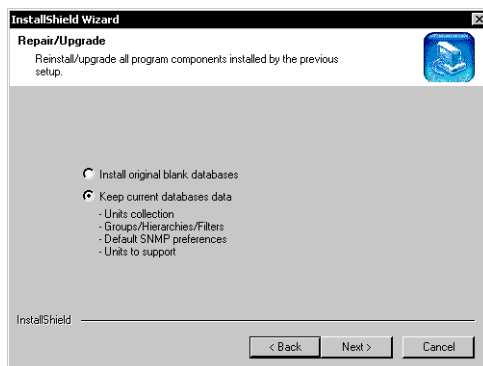 InstallShield Wizard
Repair/Upgrade
Reinstall/upgrade all program components installed by the previous
setup.
Install original blank databases
Keep current databases data
- Units collection
- Groups/Hierarchies/Filters
- Default SNMP preferences
- Units to support
InstallShield
< Back Next > Cancel